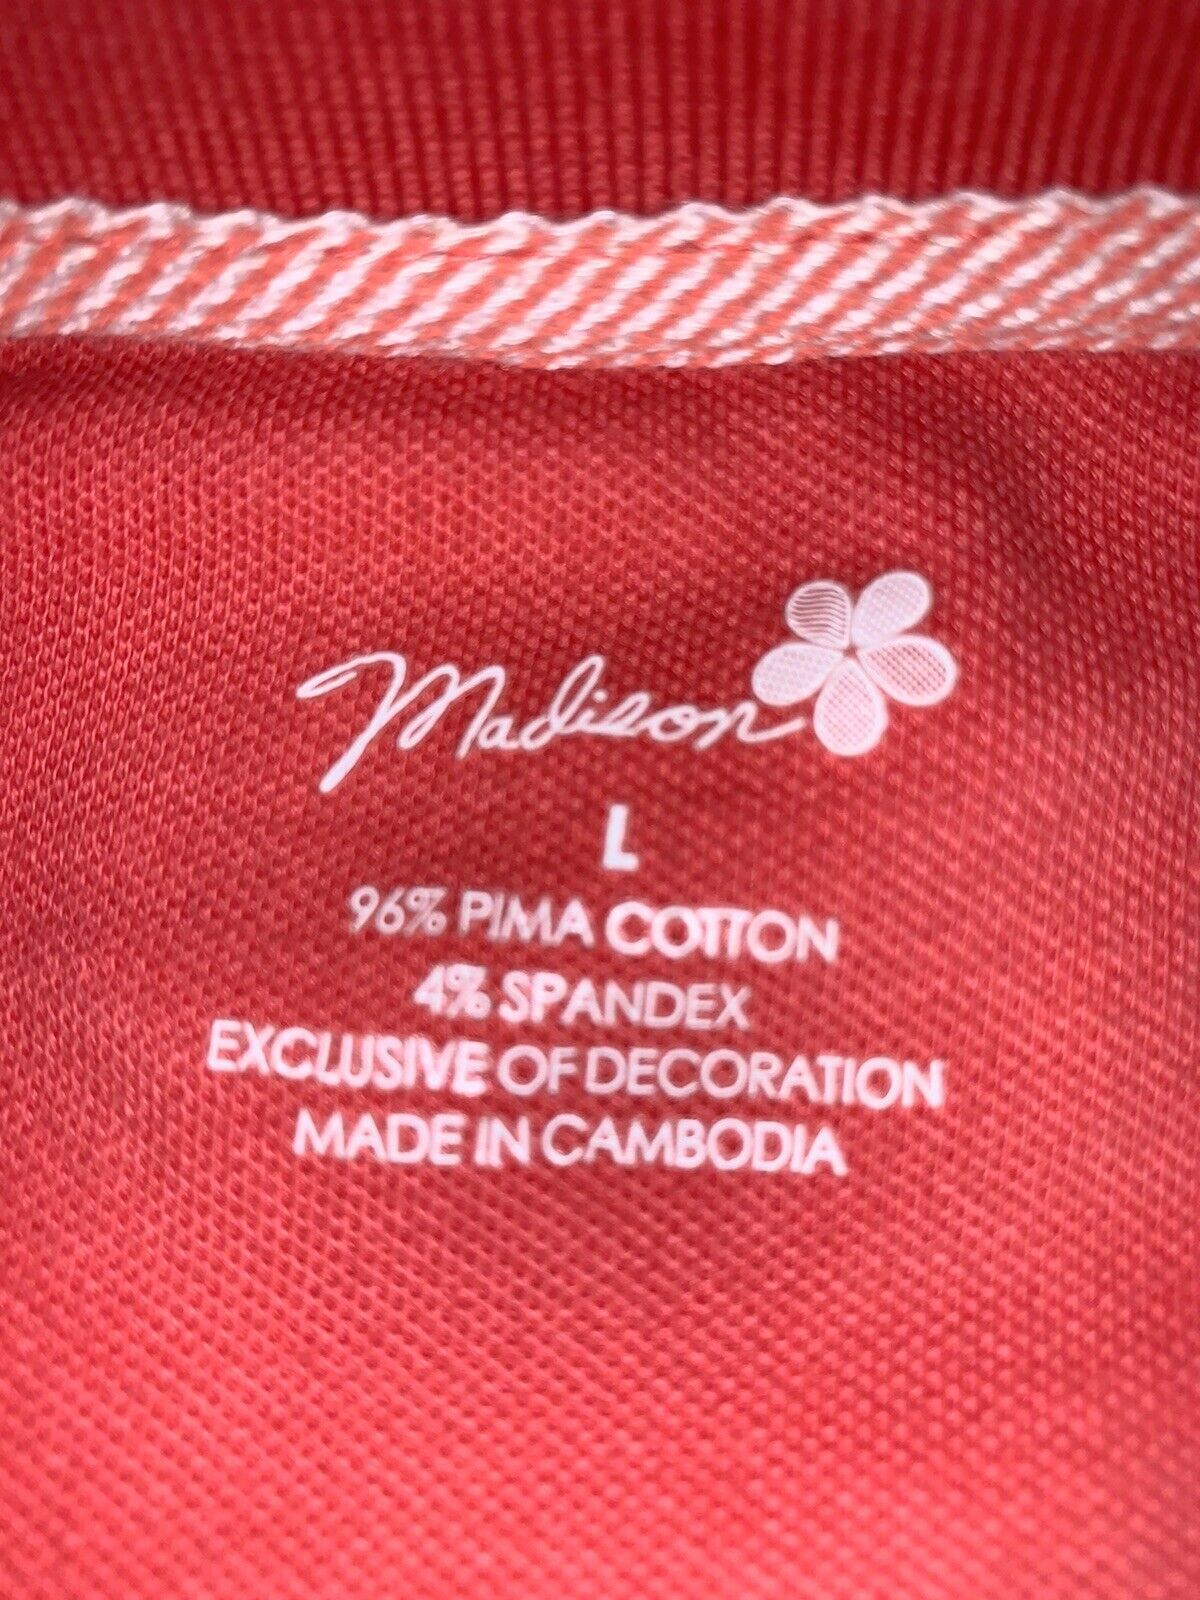 Madison
L
96% PIMA COTTON
4% SPANDEX
EXCLUSIVE OF DECORATION
MADE IN CAMBODIA